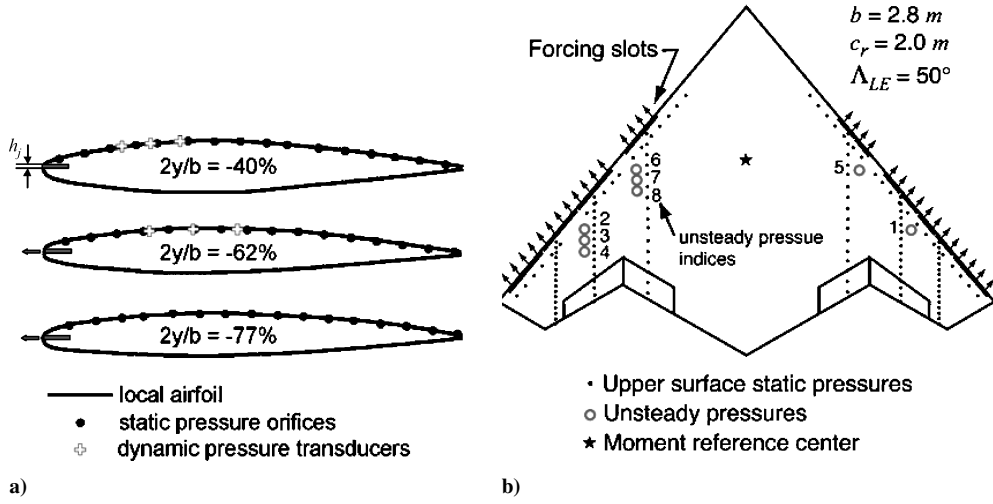 h_j
2y/b = -40%
2y/b = -62%
2y/b = -77%
local airfoil
static pressure orifices
dynamic pressure transducers
a)
b = 2.8 m
c_r = 2.0 m
Λ_LE = 50°
Forcing slots
6
7
8
5
2
3
4
1
unsteady pressue
indices
Upper surface static pressures
Unsteady pressures
Moment reference center
b)